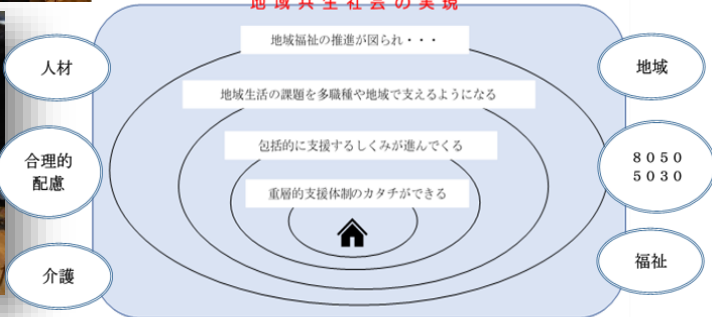 地域共生社会の実現
地域福祉の推進が図られ・・・
人材
地域
地域生活の課題を多職種や地域で支えるようになる
包括的に支援するしくみが進んでくる
合理的
配慮
８０５０
５０３０
重層的支援体制のカタチができる
介護
福祉